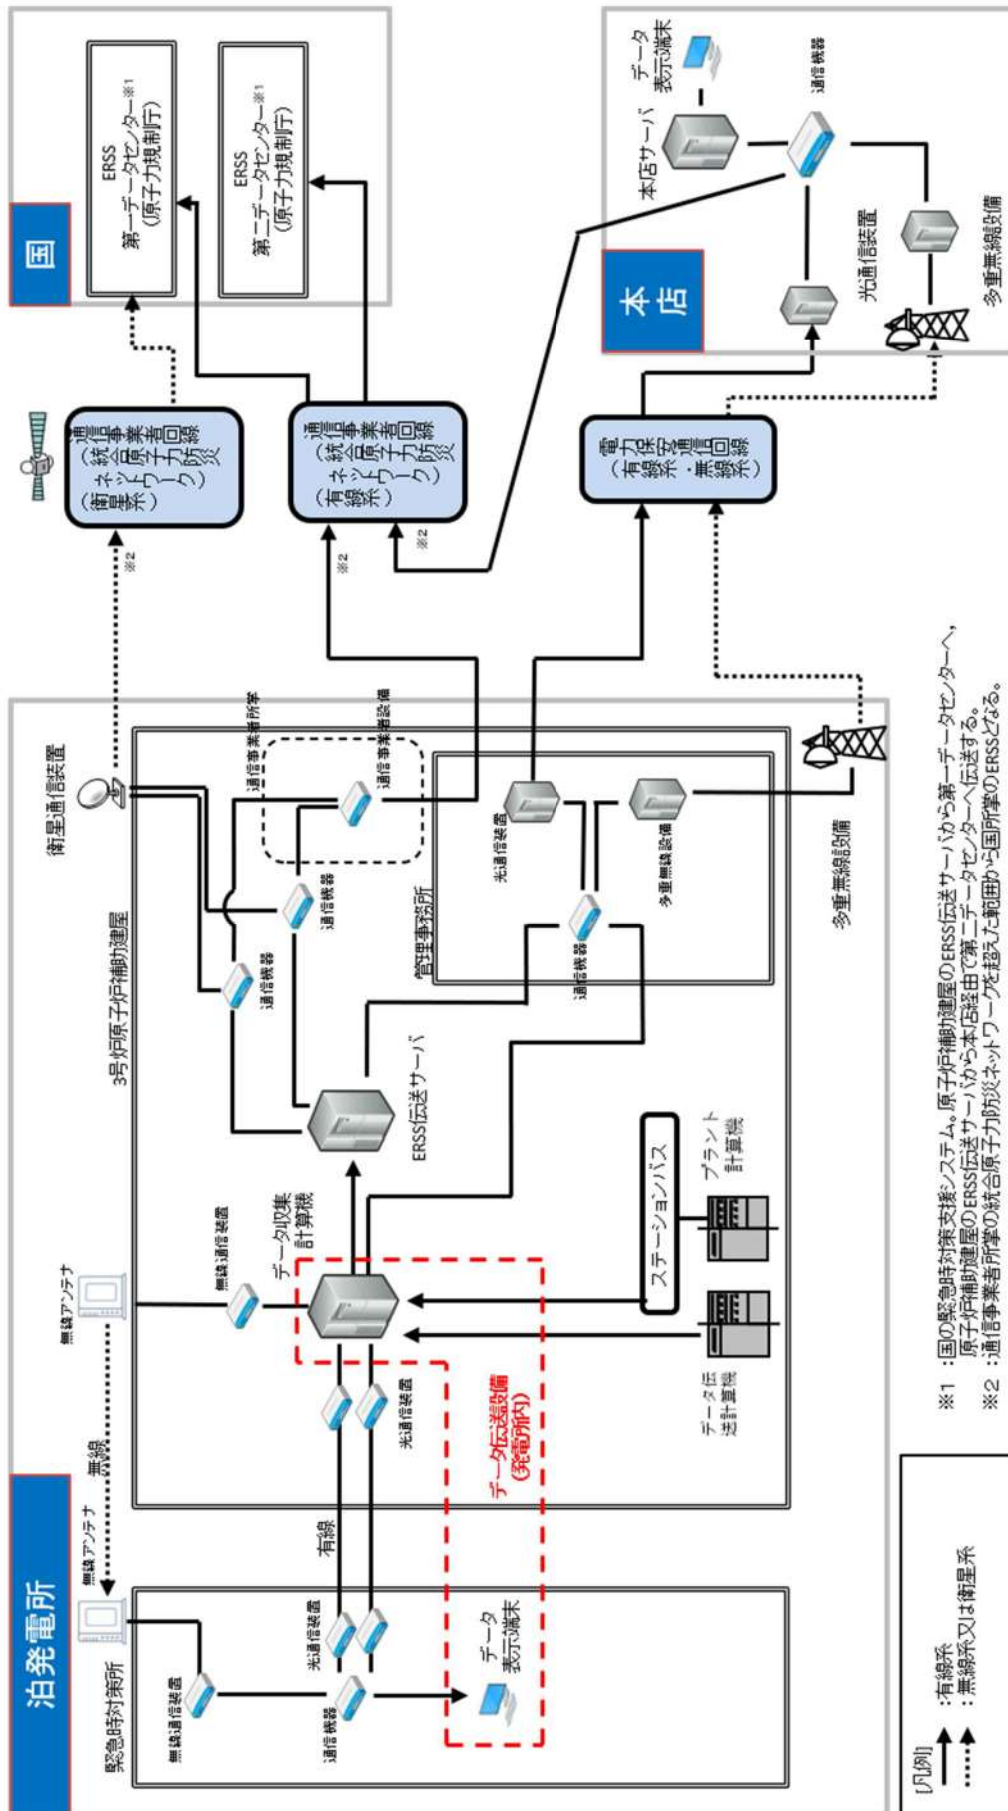 泊発電所
緊急時対策所
無線アンテナ
無線通信装置
光通信装置
通信機器
データ
表示端末
無線
有線
無線アンテナ
無線通信装置
光通信装置
データ伝送設備
(発電所内)
データ収集
計算機
データ伝
送計算機
プラント
計算機
ステーションバス
3号炉原子炉補助建屋
ERSS伝送サーバ
通信機器
通信機器
通信事業者所掌
通信事業者設備
管理事務所
通信機器
光通信装置
多重無線設備
衛星通信装置
多重無線設備
※2
※2
※2
通信事業者回線
(統合原子力防災
ネットワーク)
(衛星系)
通信事業者回線
(統合原子力防災
ネットワーク)
(有線系)
電力保安通信回線
(有線系・無線系)
国
ERSS
第一データセンター※1
(原子力規制庁)
ERSS
第二データセンター※1
(原子力規制庁)
本店
本店サーバ
データ
表示端末
通信機器
光通信装置
多重無線設備
[凡例]
:有線系
:無線系又は衛星系
※1 :国の緊急時対策支援システム。原子炉補助建屋のERSS伝送サーバから第一データセンターへ,
原子炉補助建屋のERSS伝送サーバから本店経由で第二データセンターへ伝送する。
※2 :通信事業者所掌の統合原子力防災ネットワークを超えた範囲から国所掌のERSSとなる。